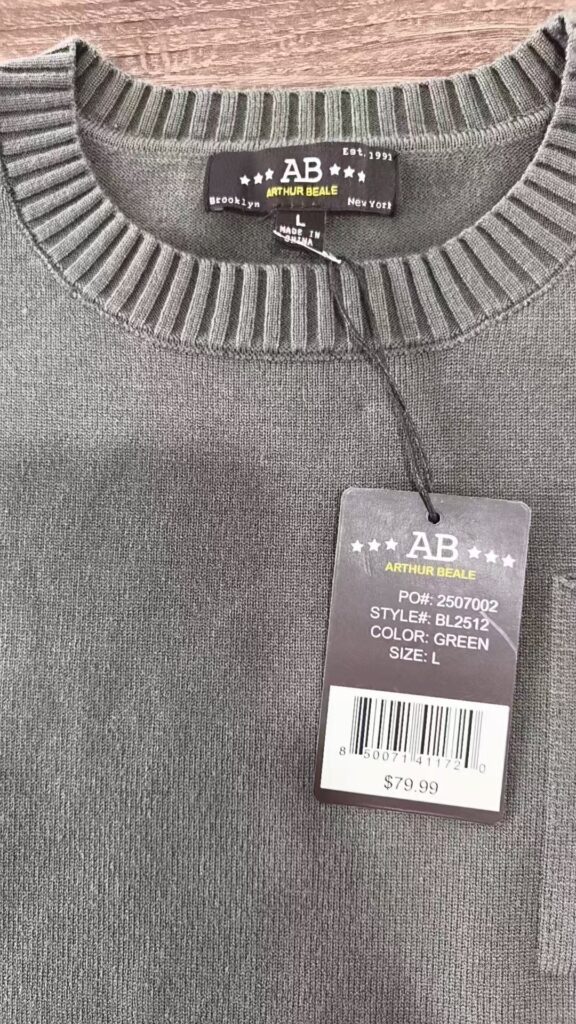 Est. 1991
★★★ AB ★★★
ARTHUR BEALE
Brooklyn New York
L
MADE IN
CHINA
★★★ AB ★★★
ARTHUR BEALE
PO#: 2507002
STYLE#: BL2512
COLOR: GREEN
SIZE: L
8 50071 41172 0
$79.99